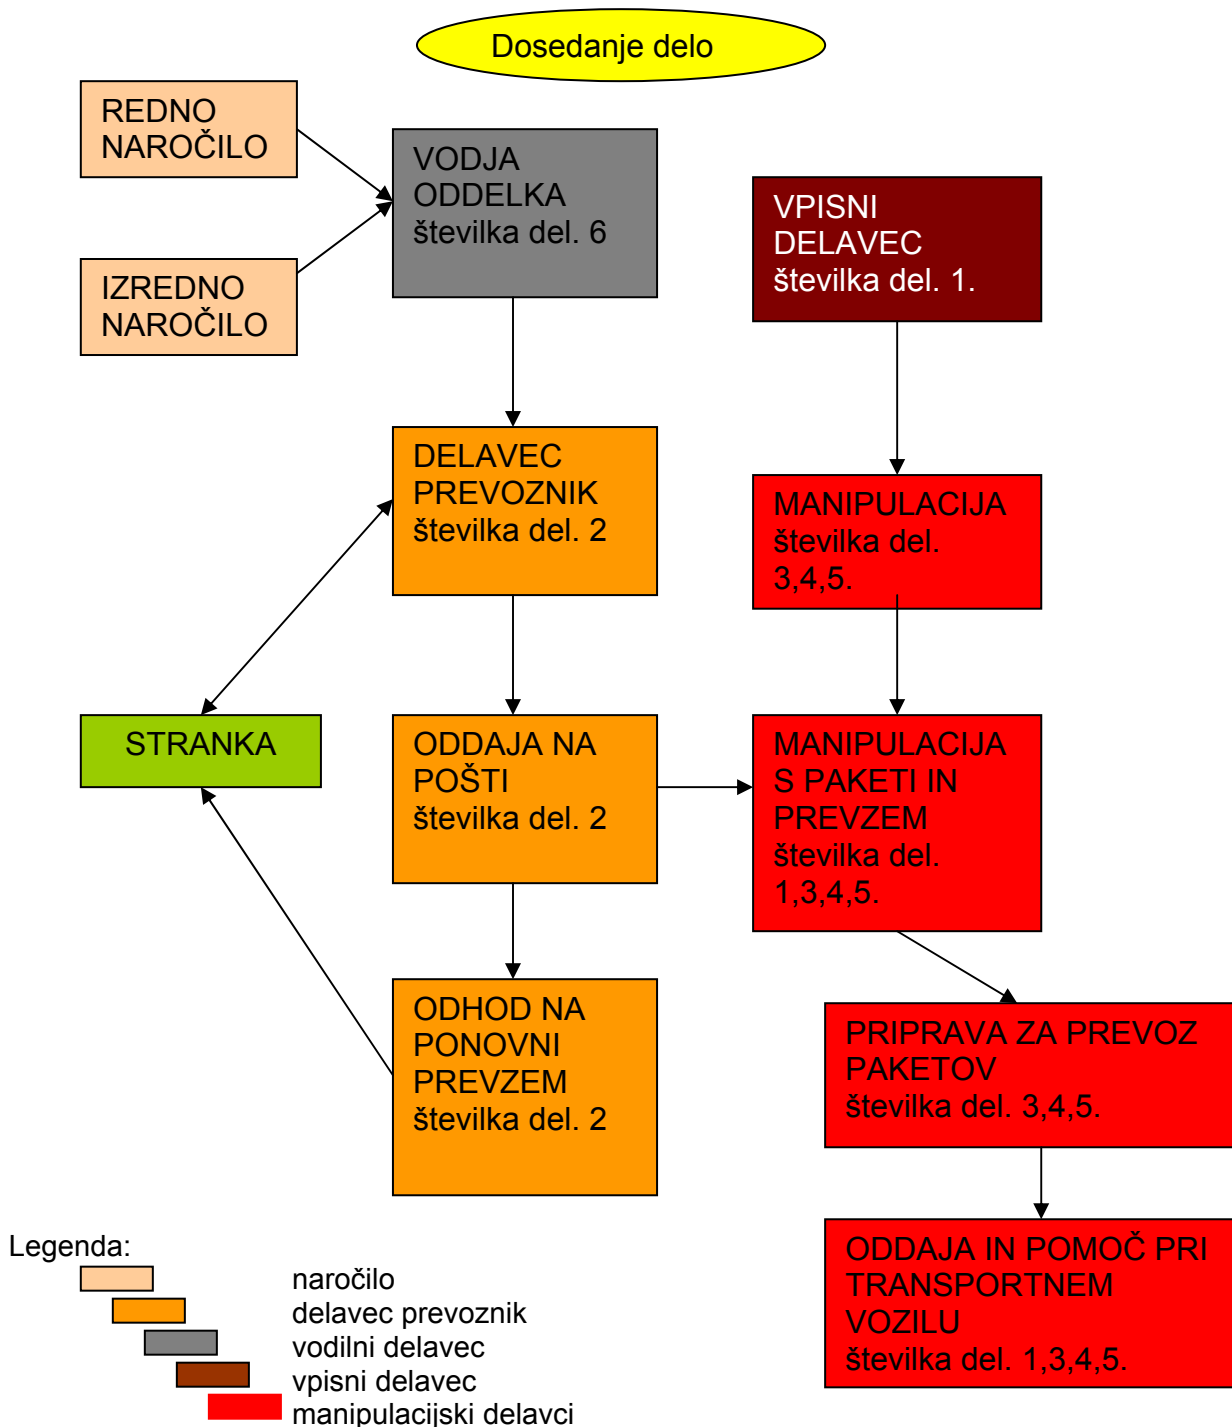 Dosedanje delo
REDNO
NAROČILO
IZREDNO
NAROČILO
VODJA
ODDELKA
številka del. 6
VPISNI
DELAVEC
številka del. 1.
DELAVEC
PREVOZNIK
številka del. 2
MANIPULACIJA
številka del.
3,4,5.
STRANKA
ODDAJA NA
POŠTI
številka del. 2
MANIPULACIJA
S PAKETI IN
PREVZEM
številka del.
1,3,4,5.
ODHOD NA
PONOVNI
PREVZEM
številka del. 2
PRIPRAVA ZA PREVOZ
PAKETOV
številka del. 3,4,5.
ODDAJA IN POMOČ PRI
TRANSPORTNEM
VOZILU
številka del. 1,3,4,5.
Legenda:
naročilo
delavec prevoznik
vodilni delavec
vpisni delavec
manipulacijski delavci